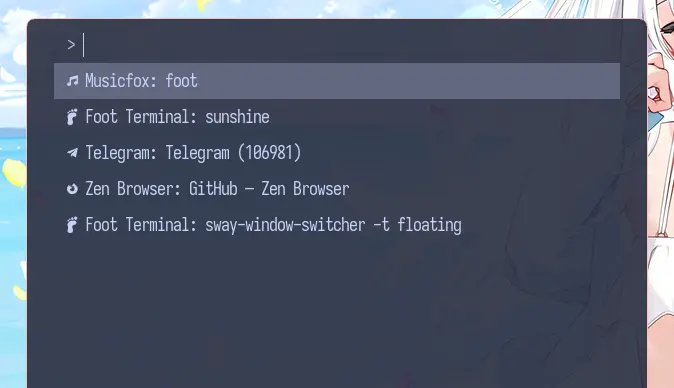 >
Musicfox: foot
Foot Terminal: sunshine
Telegram: Telegram (106981)
Zen Browser: GitHub — Zen Browser
Foot Terminal: sway-window-switcher -t floating